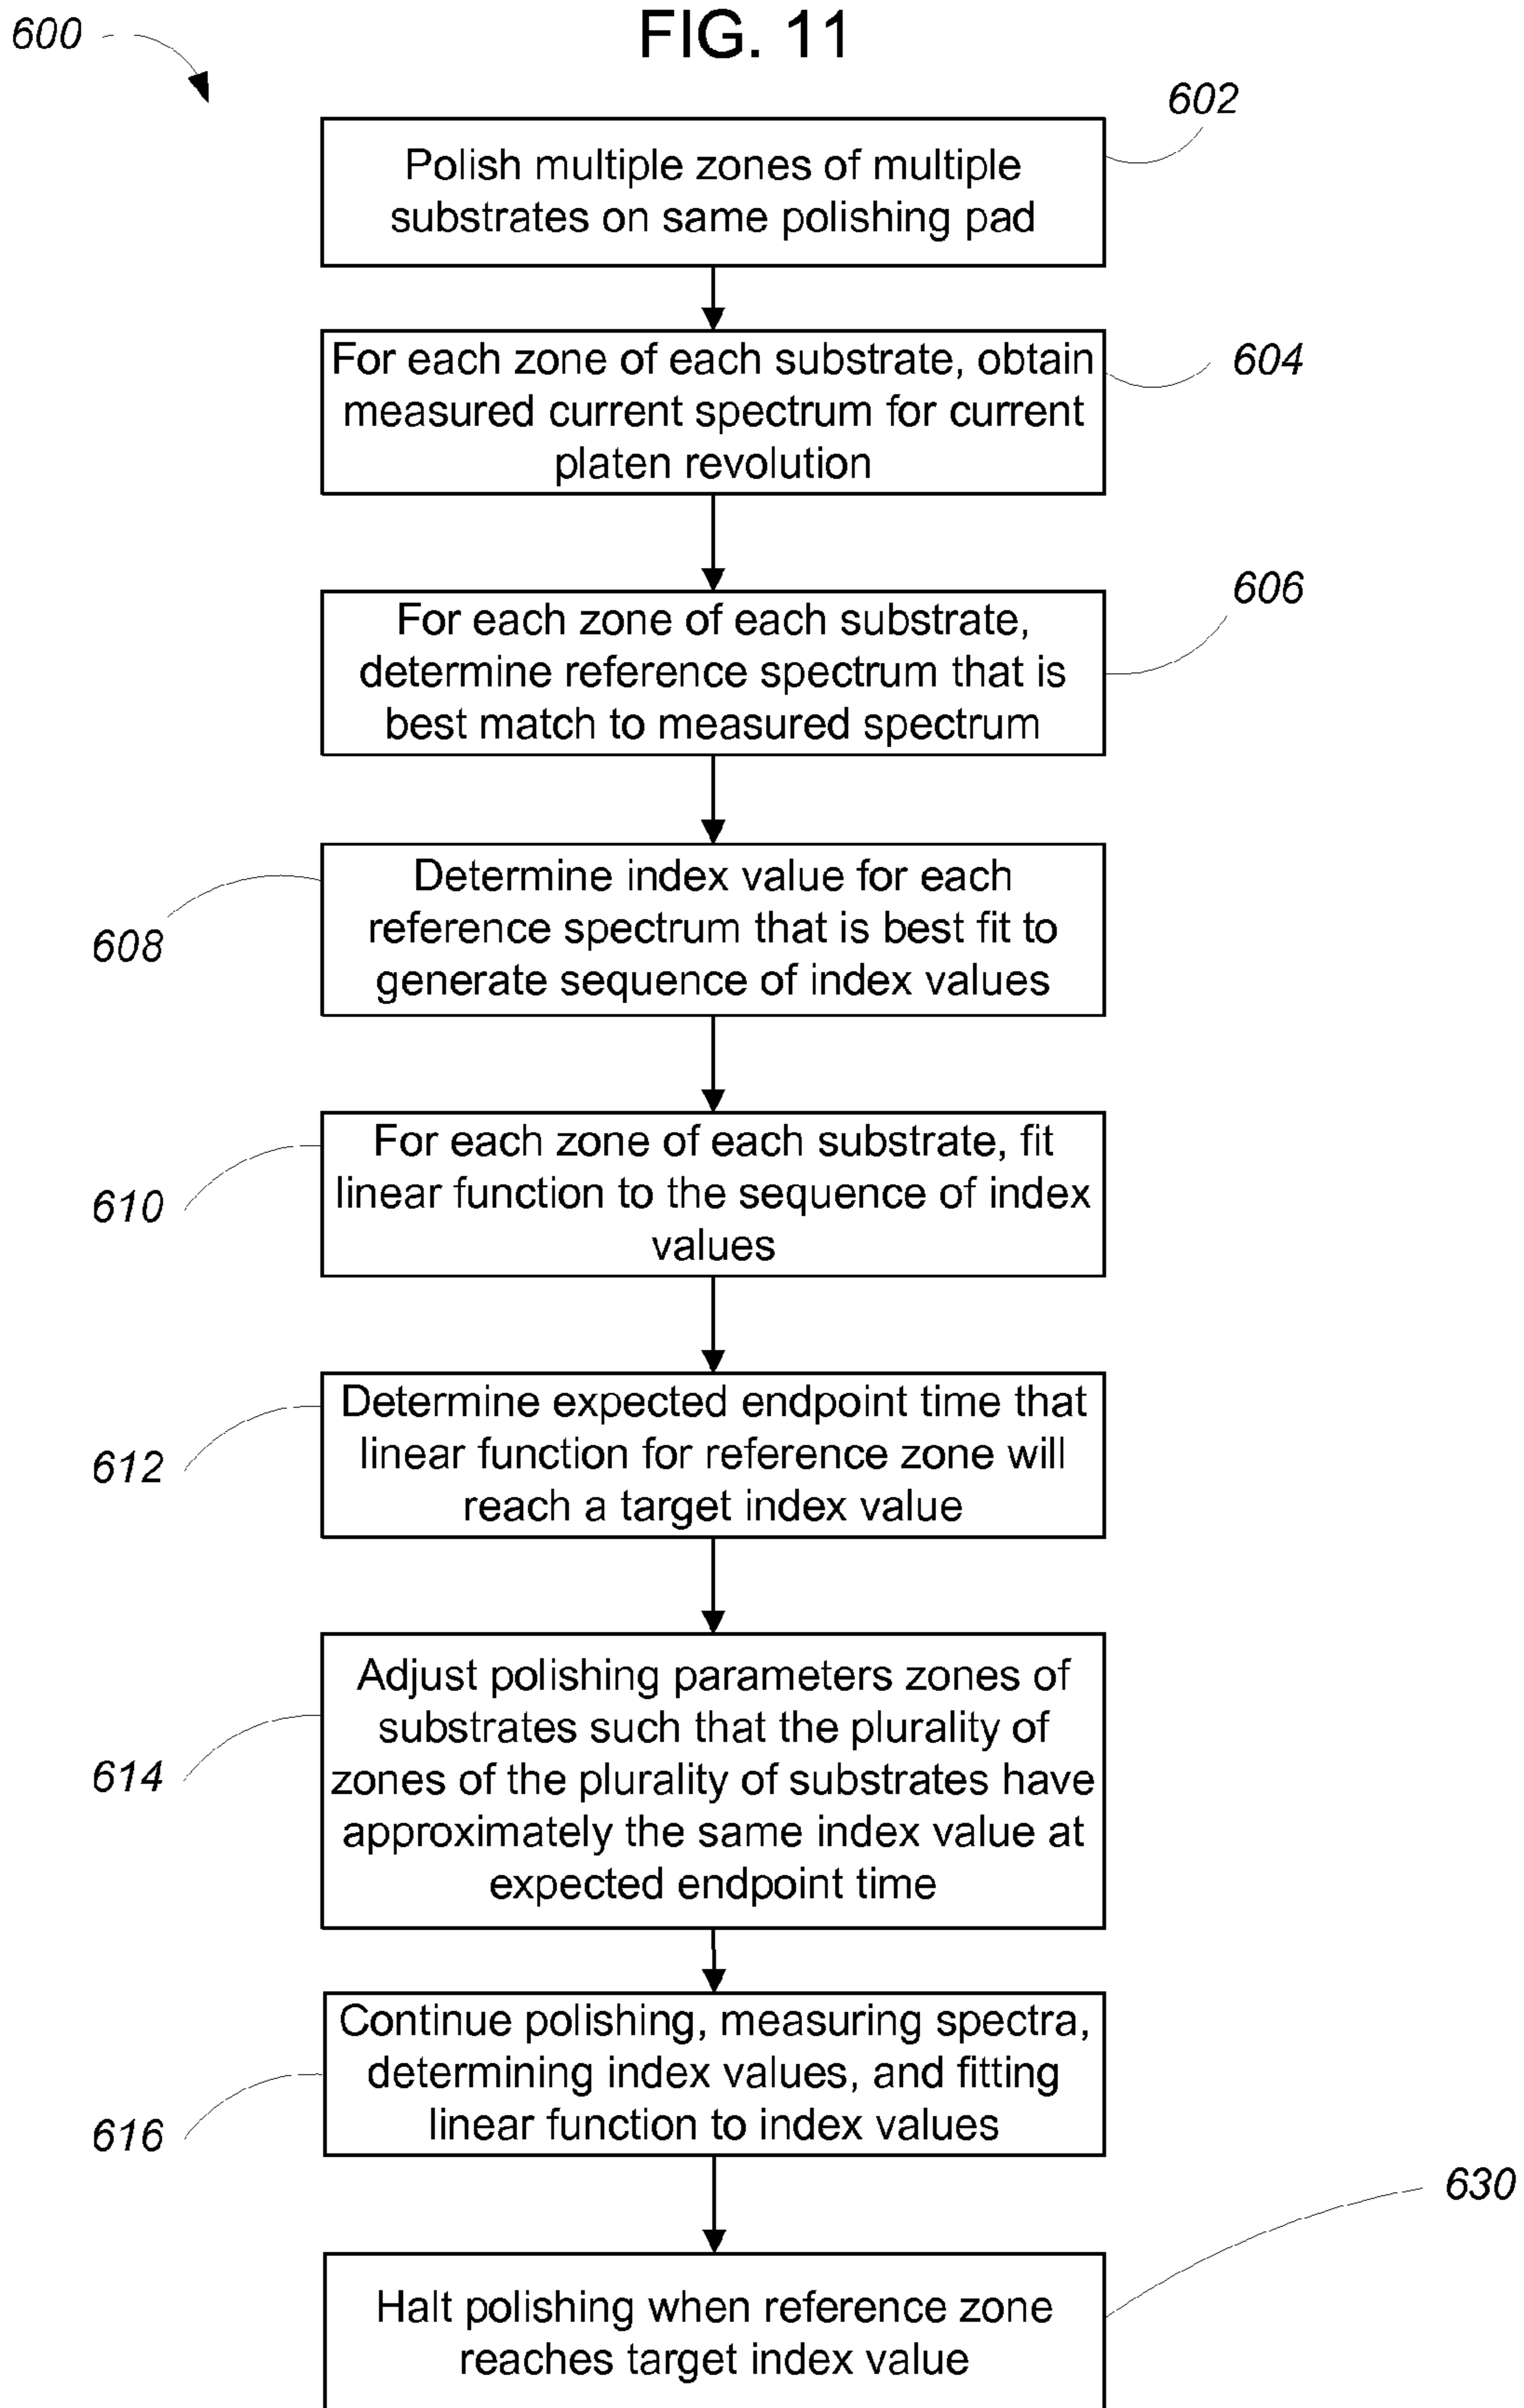 FIG. 11
600
602
Polish multiple zones of multiple
substrates on same polishing pad
For each zone of each substrate, obtain
measured current spectrum for current
platen revolution
604
606
For each zone of each substrate,
determine reference spectrum that is
best match to measured spectrum
Determine index value for each
reference spectrum that is best fit to
generate sequence of index values
608
For each zone of each substrate, fit
linear function to the sequence of index
values
610
Determine expected endpoint time that
linear function for reference zone will
reach a target index value
612
Adjust polishing parameters zones of
substrates such that the plurality of
zones of the plurality of substrates have
approximately the same index value at
expected endpoint time
614
Continue polishing, measuring spectra,
determining index values, and fitting
linear function to index values
616
630
Halt polishing when reference zone
reaches target index value